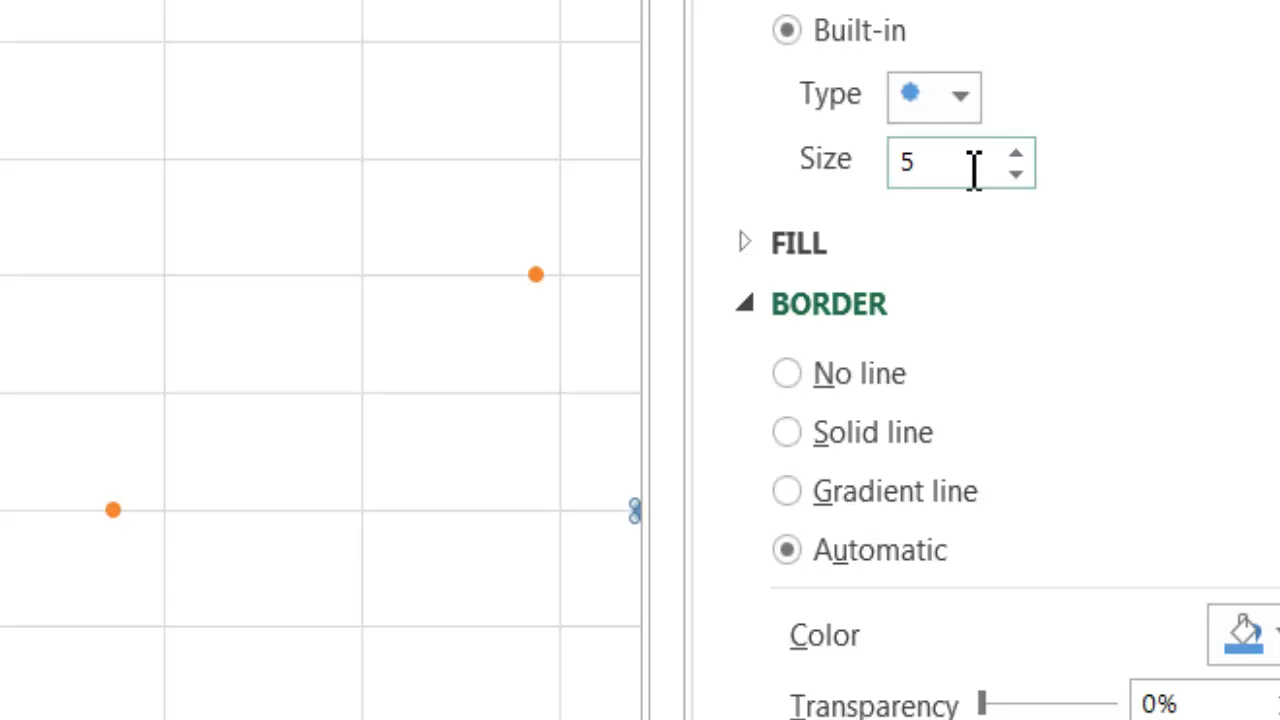 Built-in
Type
Size 5
FILL
BORDER
No line
Solid line
Gradient line
Automatic
Color
Transparency 0%